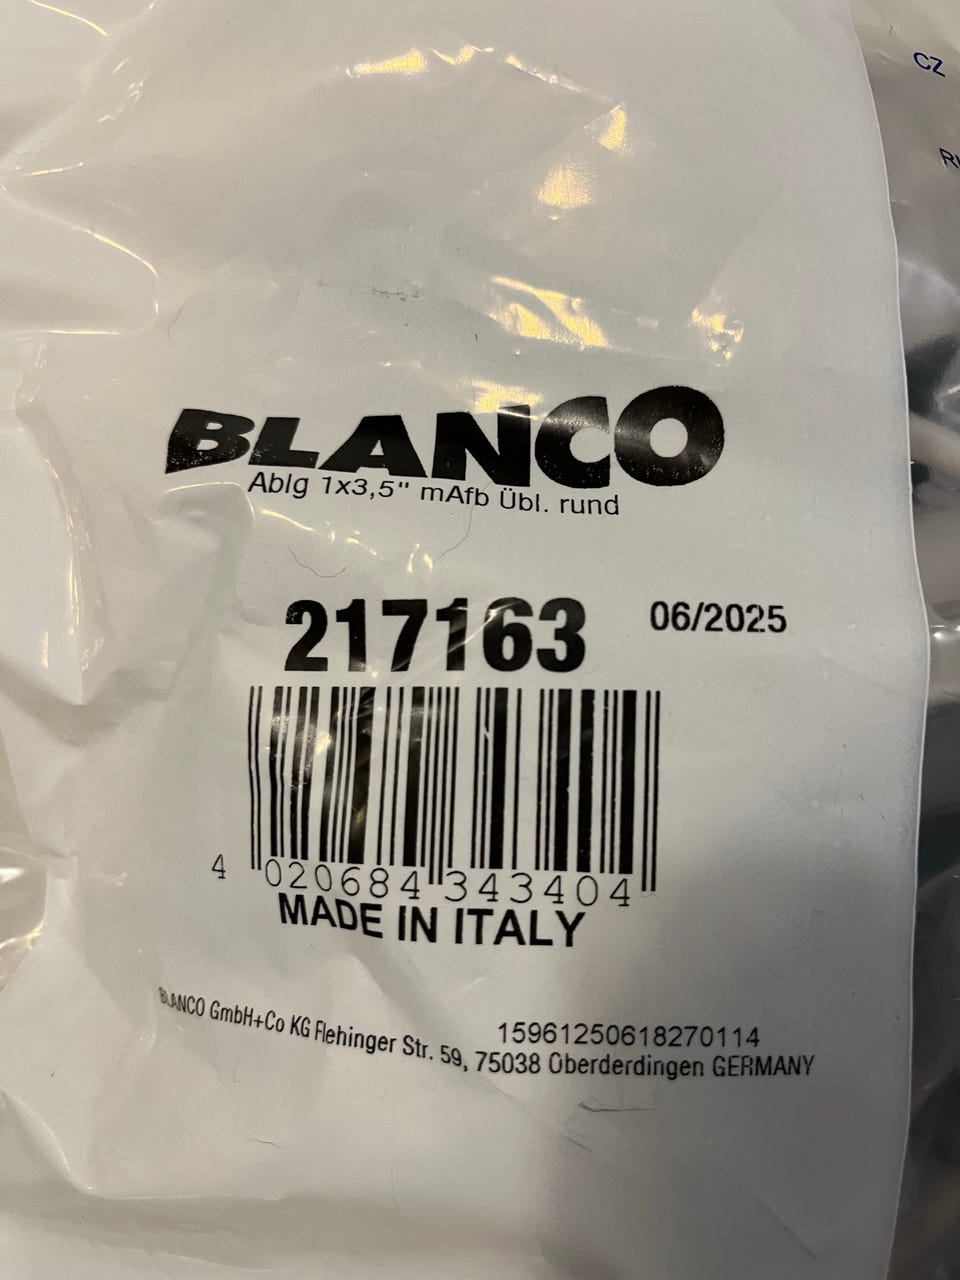 CZ
BLANCO
Ablg 1x3,5" mAfb Übl. rund
217163 06/2025
4 020684 343404
MADE IN ITALY
15961250618270114
BLANCO GmbH+Co KG Flehinger Str. 59, 75038 Oberderdingen GERMANY